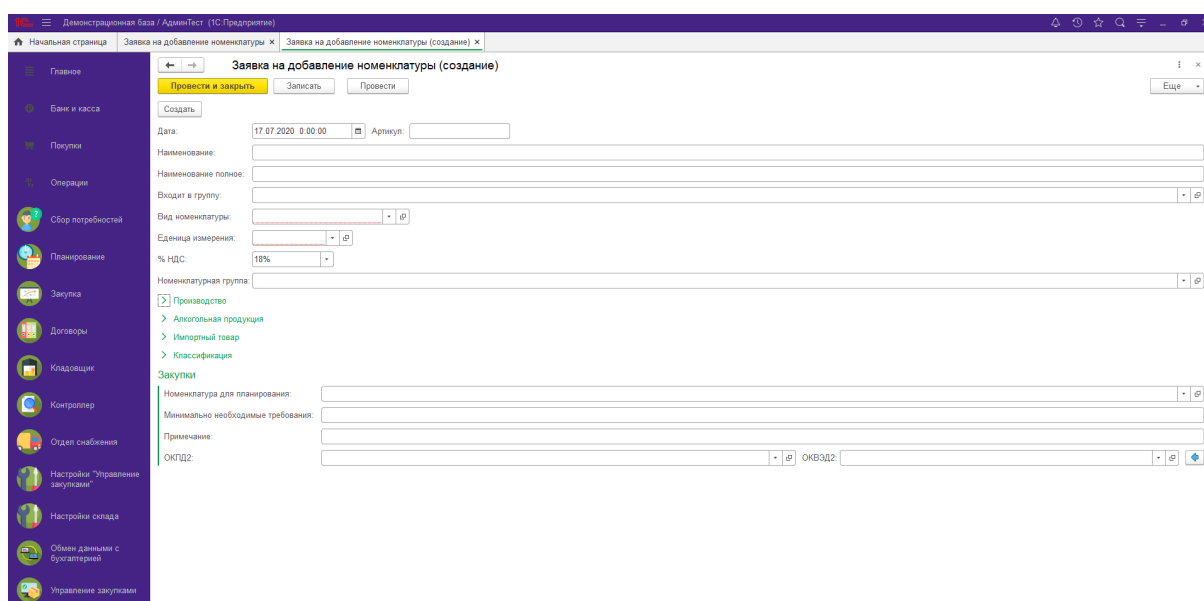 1С Демонстрационная база / АдминТест (1С:Предприятие)
Начальная страница Заявка на добавление номенклатуры × Заявка на добавление номенклатуры (создание) ×
Главное
Банк и касса
Покупки
Операции
Сбор потребностей
Планирование
Закупка
Договоры
Кладовщик
Контроллер
Отдел снабжения
Настройки "Управление
закупками"
Настройки склада
Обмен данными с
бухгалтерией
Управление закупками
Заявка на добавление номенклатуры (создание)
Провести и закрыть Записать Провести Еще
Создать
Дата: 17.07.2020 0:00:00 Артикул:
Наименование:
Наименование полное:
Входит в группу:
Вид номенклатуры:
Еденица измерения:
% НДС: 18%
Номенклатурная группа:
Производство
Алкогольная продукция
Импортный товар
Классификация
Закупки
Номенклатура для планирования:
Минимально необходимые требования:
Примечание:
ОКПД2: ОКВЭД2: